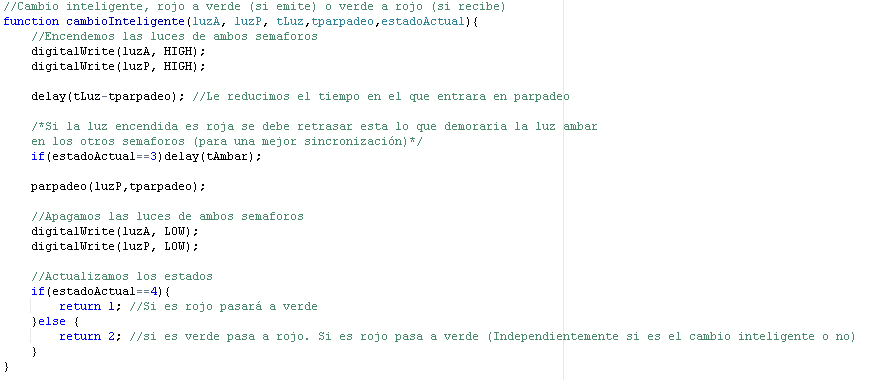 //Cambio inteligente, rojo a verde (si emite) o verde a rojo (si recibe)
function cambioInteligente(luzA, luzP, tLuz,tparpadeo,estadoActual){
//Encendemos las luces de ambos semaforos
digitalWrite(luzA, HIGH);
digitalWrite(luzP, HIGH);
delay(tLuz-tparpadeo); //Le reducimos el tiempo en el que entrara en parpadeo
/*Si la luz encendida es roja se debe retrasar esta lo que demoraria la luz ambar
en los otros semaforos (para una mejor sincronización)*/
if(estadoActual==3)delay(tAmbar);
parpadeo(luzP,tparpadeo);
//Apagamos las luces de ambos semaforos
digitalWrite(luzA, LOW);
digitalWrite(luzP, LOW);
//Actualizamos los estados
if(estadoActual==4){
return 1; //Si es rojo pasará a verde
}else {
return 2; //si es verde pasa a rojo. Si es rojo pasa a verde (Independientemente si es el cambio inteligente o no)
}
}